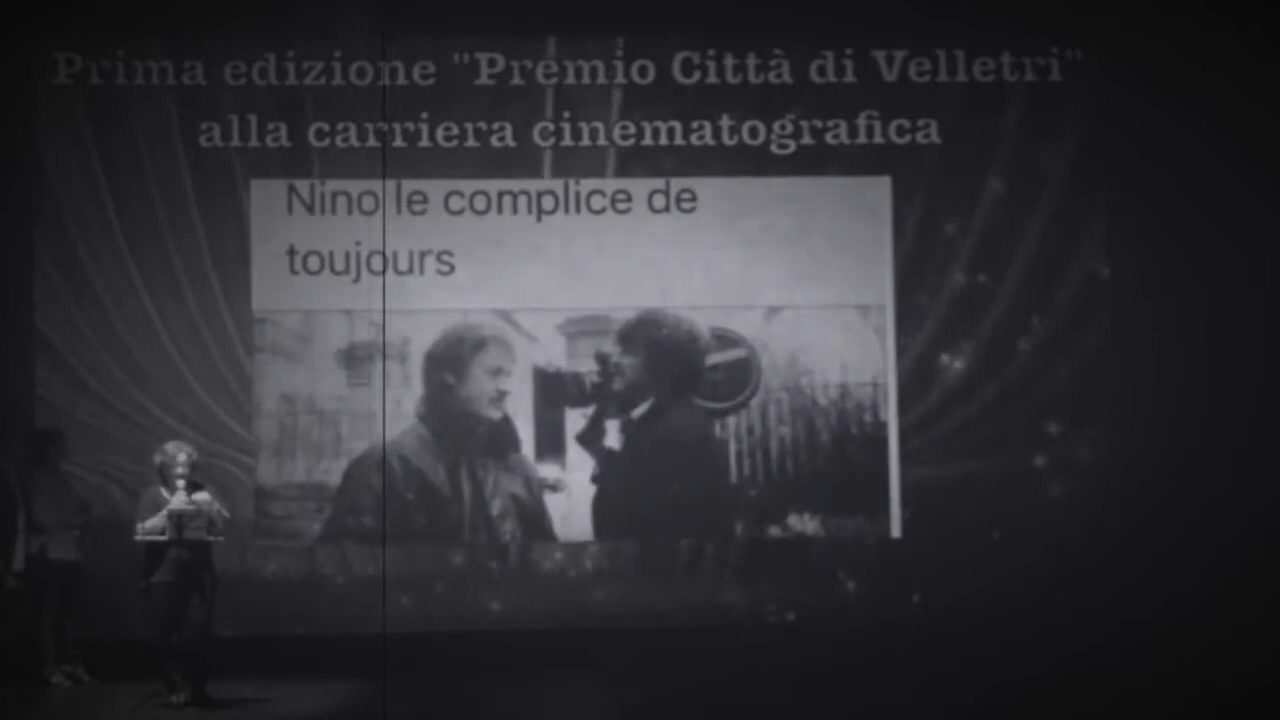 Prima edizione "Premio Città di Velletri"
alla carriera cinematografica
Nino le complice de
toujours